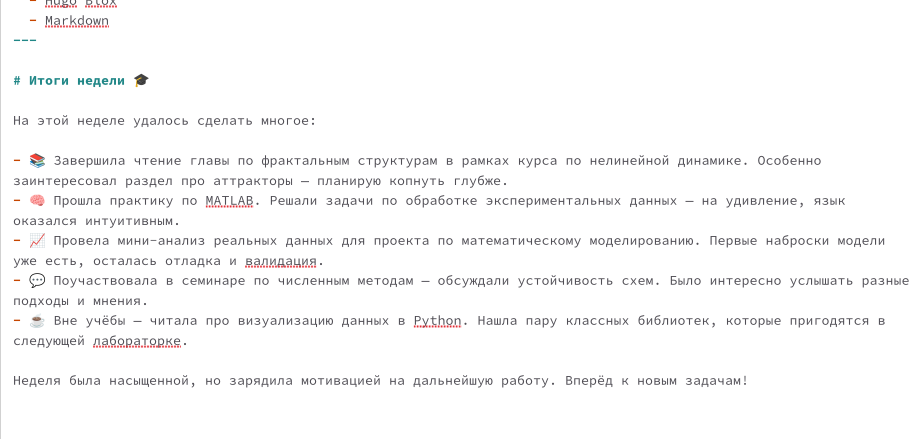 - Hugo Blox
- Markdown
---
# Итоги недели 🎓
На этой неделе удалось сделать многое:
- 📚 Завершила чтение главы по фрактальным структурам в рамках курса по нелинейной динамике. Особенно
заинтересовал раздел про аттракторы — планирую копнуть глубже.
- 🧠 Прошла практику по MATLAB. Решали задачи по обработке экспериментальных данных — на удивление, язык
оказался интуитивным.
- 📈 Провела мини-анализ реальных данных для проекта по математическому моделированию. Первые наброски модели
уже есть, осталась отладка и валидация.
- 💬 Поучаствовала в семинаре по численным методам — обсуждали устойчивость схем. Было интересно услышать разные
подходы и мнения.
- ☕ Вне учёбы — читала про визуализацию данных в Python. Нашла пару классных библиотек, которые пригодятся в
следующей лабораторке.
Неделя была насыщенной, но зарядила мотивацией на дальнейшую работу. Вперёд к новым задачам!